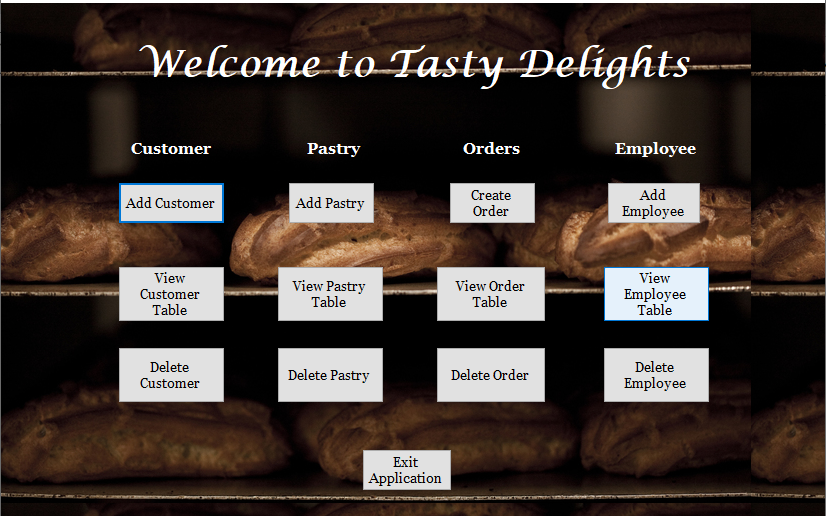 Welcome to Tasty Delights
Customer
Pastry
Orders
Employee
Add Customer
Add Pastry
Create
Order
Add
Employee
View
Customer
Table
View Pastry
Table
View Order
Table
View
Employee
Table
Delete
Customer
Delete Pastry
Delete Order
Delete
Employee
Exit
Application